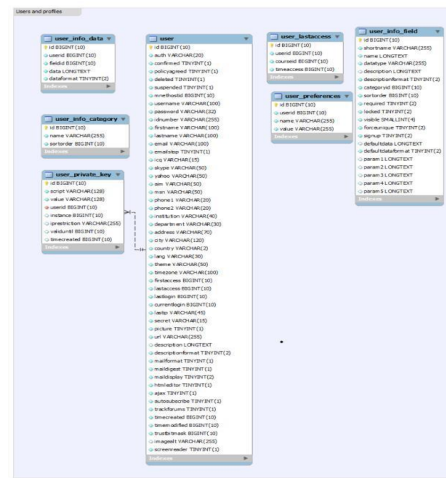 Users and profiles
user_info_data
id BIGINT(10)
userid BIGINT(10)
fieldid BIGINT(10)
data LONGTEXT
dataformat TINYINT(2)
Indexes
user_info_category
id BIGINT(10)
name VARCHAR(255)
sortorder BIGINT(10)
Indexes
user_private_key
id BIGINT(10)
script VARCHAR(128)
value VARCHAR(128)
userid BIGINT(10)
instance BIGINT(10)
iprestriction VARCHAR(255)
validuntil BIGINT(10)
timecreated BIGINT(10)
Indexes
user
id BIGINT(10)
auth VARCHAR(20)
confirmed TINYINT(1)
policyagreed TINYINT(1)
deleted TINYINT(1)
suspended TINYINT(1)
mnethostid BIGINT(10)
username VARCHAR(100)
password VARCHAR(32)
idnumber VARCHAR(255)
firstname VARCHAR(100)
lastname VARCHAR(100)
email VARCHAR(100)
emailstop TINYINT(1)
icq VARCHAR(15)
skype VARCHAR(50)
yahoo VARCHAR(50)
aim VARCHAR(50)
msn VARCHAR(50)
phone1 VARCHAR(20)
phone2 VARCHAR(20)
institution VARCHAR(40)
department VARCHAR(30)
address VARCHAR(70)
city VARCHAR(120)
country VARCHAR(2)
lang VARCHAR(30)
theme VARCHAR(50)
timezone VARCHAR(100)
firstaccess BIGINT(10)
lastaccess BIGINT(10)
lastlogin BIGINT(10)
currentlogin BIGINT(10)
lastip VARCHAR(45)
secret VARCHAR(15)
picture TINYINT(1)
url VARCHAR(255)
description LONGTEXT
descriptionformat TINYINT(2)
mailformat TINYINT(1)
maildigest TINYINT(1)
maildisplay TINYINT(2)
htmleditor TINYINT(1)
ajax TINYINT(1)
autosubscribe TINYINT(1)
trackforums TINYINT(1)
timecreated BIGINT(10)
timemodified BIGINT(10)
trustbitmask BIGINT(10)
imagealt VARCHAR(255)
screenreader TINYINT(1)
Indexes
user_lastaccess
id BIGINT(10)
userid BIGINT(10)
courseid BIGINT(10)
timeaccess BIGINT(10)
Indexes
user_preferences
id BIGINT(10)
userid BIGINT(10)
name VARCHAR(255)
value VARCHAR(255)
Indexes
user_info_field
id BIGINT(10)
shortname VARCHAR(255)
name LONGTEXT
datatype VARCHAR(255)
description LONGTEXT
descriptionformat TINYINT(2)
categoryid BIGINT(10)
sortorder BIGINT(10)
required TINYINT(2)
locked TINYINT(2)
visible SMALLINT(4)
forceunique TINYINT(2)
signup TINYINT(2)
defaultdata LONGTEXT
defaultdataformat TINYINT(2)
param1 LONGTEXT
param2 LONGTEXT
param3 LONGTEXT
param4 LONGTEXT
param5 LONGTEXT
Indexes